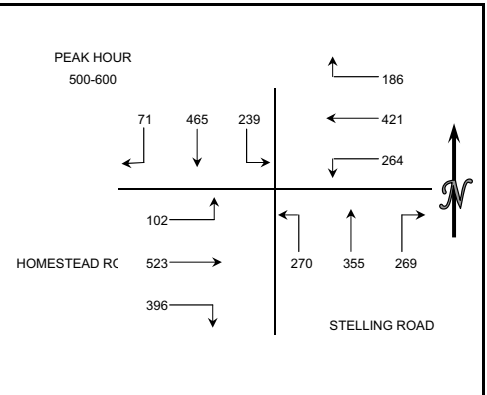 PEAK HOUR
500-600
186
71 465 239
421
264
102
N
HOMESTEAD RO
523
270 355 269
396
STELLING ROAD